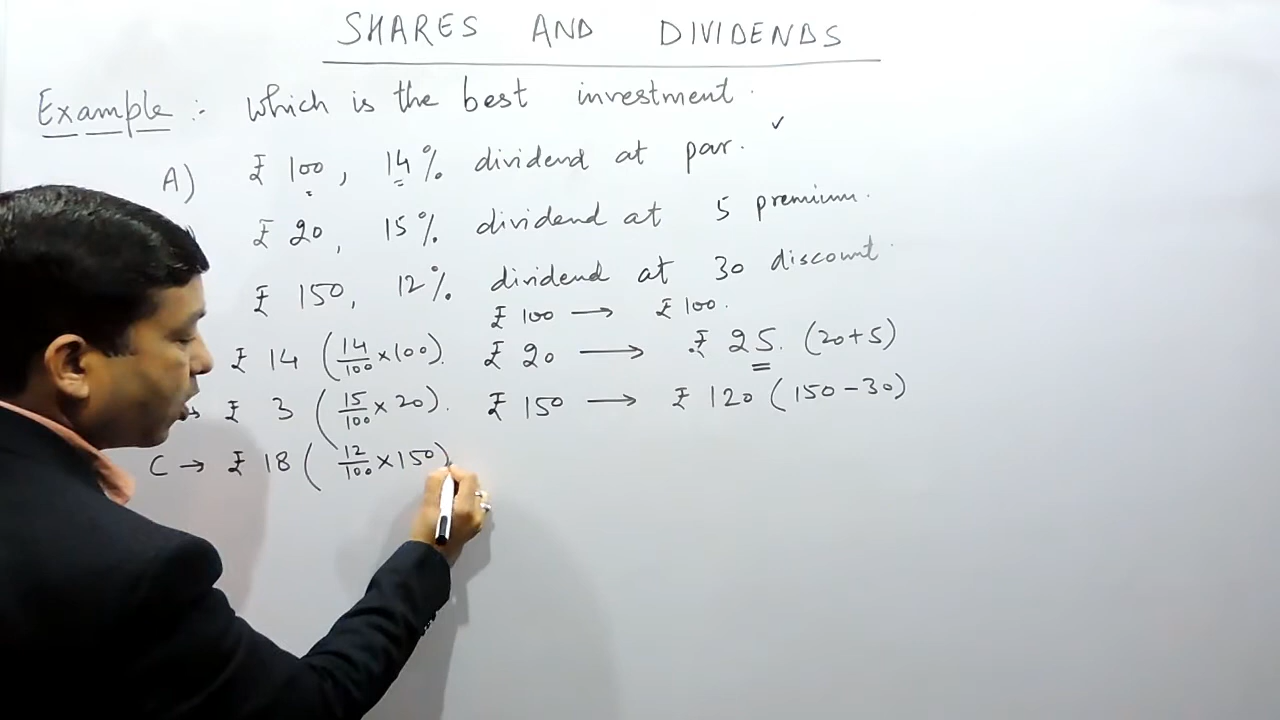 SHARES AND DIVIDENDS
Example :- Which is the best investment.
A) ₹ 100, 14% dividend at par. ✓
₹ 20, 15% dividend at 5 premium.
₹ 150, 12% dividend at 30 discount.
₹ 100 → ₹ 100.
₹ 14 (14/100 × 100). ₹ 20 → ₹ 25. (20+5)
→ ₹ 3 (15/100 × 20). ₹ 150 → ₹ 120 (150-30)
C → ₹ 18 (12/100 × 150)